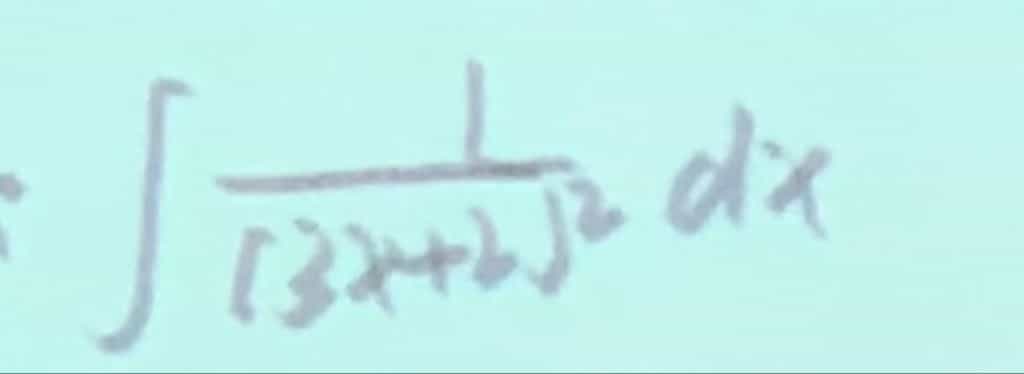 ∫ 1/(3x+2)² dx